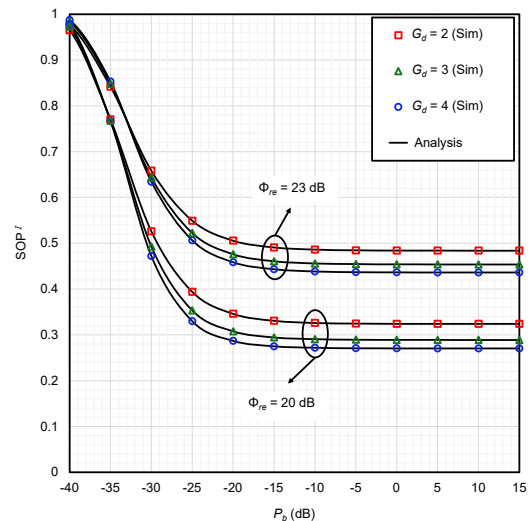 1
0.9
0.8
0.7
0.6
0.5
0.4
0.3
0.2
0.1
0
SOP^I
G_d = 2 (Sim)
G_d = 3 (Sim)
G_d = 4 (Sim)
Analysis
Φ_re = 23 dB
Φ_re = 20 dB
-40 -35 -30 -25 -20 -15 -10 -5 0 5 10 15
P_b (dB)